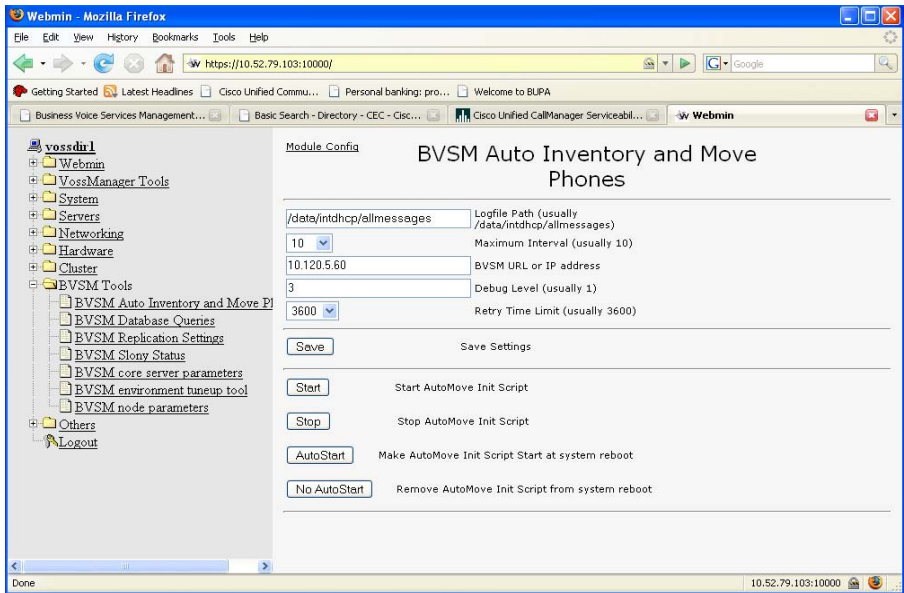 Webmin - Mozilla Firefox
File Edit View History Bookmarks Tools Help
https://10.52.79.103:10000/
G Google
Getting Started Latest Headlines Cisco Unified Commu... Personal banking: pro... Welcome to BUPA
Business Voice Services Management... Basic Search - Directory - CEC - Cisc... Cisco Unified CallManager Serviceabil... Webmin
vossdir1
Webmin
VossManager Tools
System
Servers
Networking
Hardware
Cluster
BVSM Tools
BVSM Auto Inventory and Move Pl
BVSM Database Queries
BVSM Replication Settings
BVSM Slony Status
BVSM core server parameters
BVSM environment tuneup tool
BVSM node parameters
Others
Logout
Module Config
BVSM Auto Inventory and Move
Phones
/data/intdhcp/allmessages Logfile Path (usually
/data/intdhcp/allmessages)
10 Maximum Interval (usually 10)
10.120.5.60 BVSM URL or IP address
3 Debug Level (usually 1)
3600 Retry Time Limit (usually 3600)
Save Save Settings
Start Start AutoMove Init Script
Stop Stop AutoMove Init Script
AutoStart Make AutoMove Init Script Start at system reboot
No AutoStart Remove AutoMove Init Script from system reboot
Done 10.52.79.103:10000